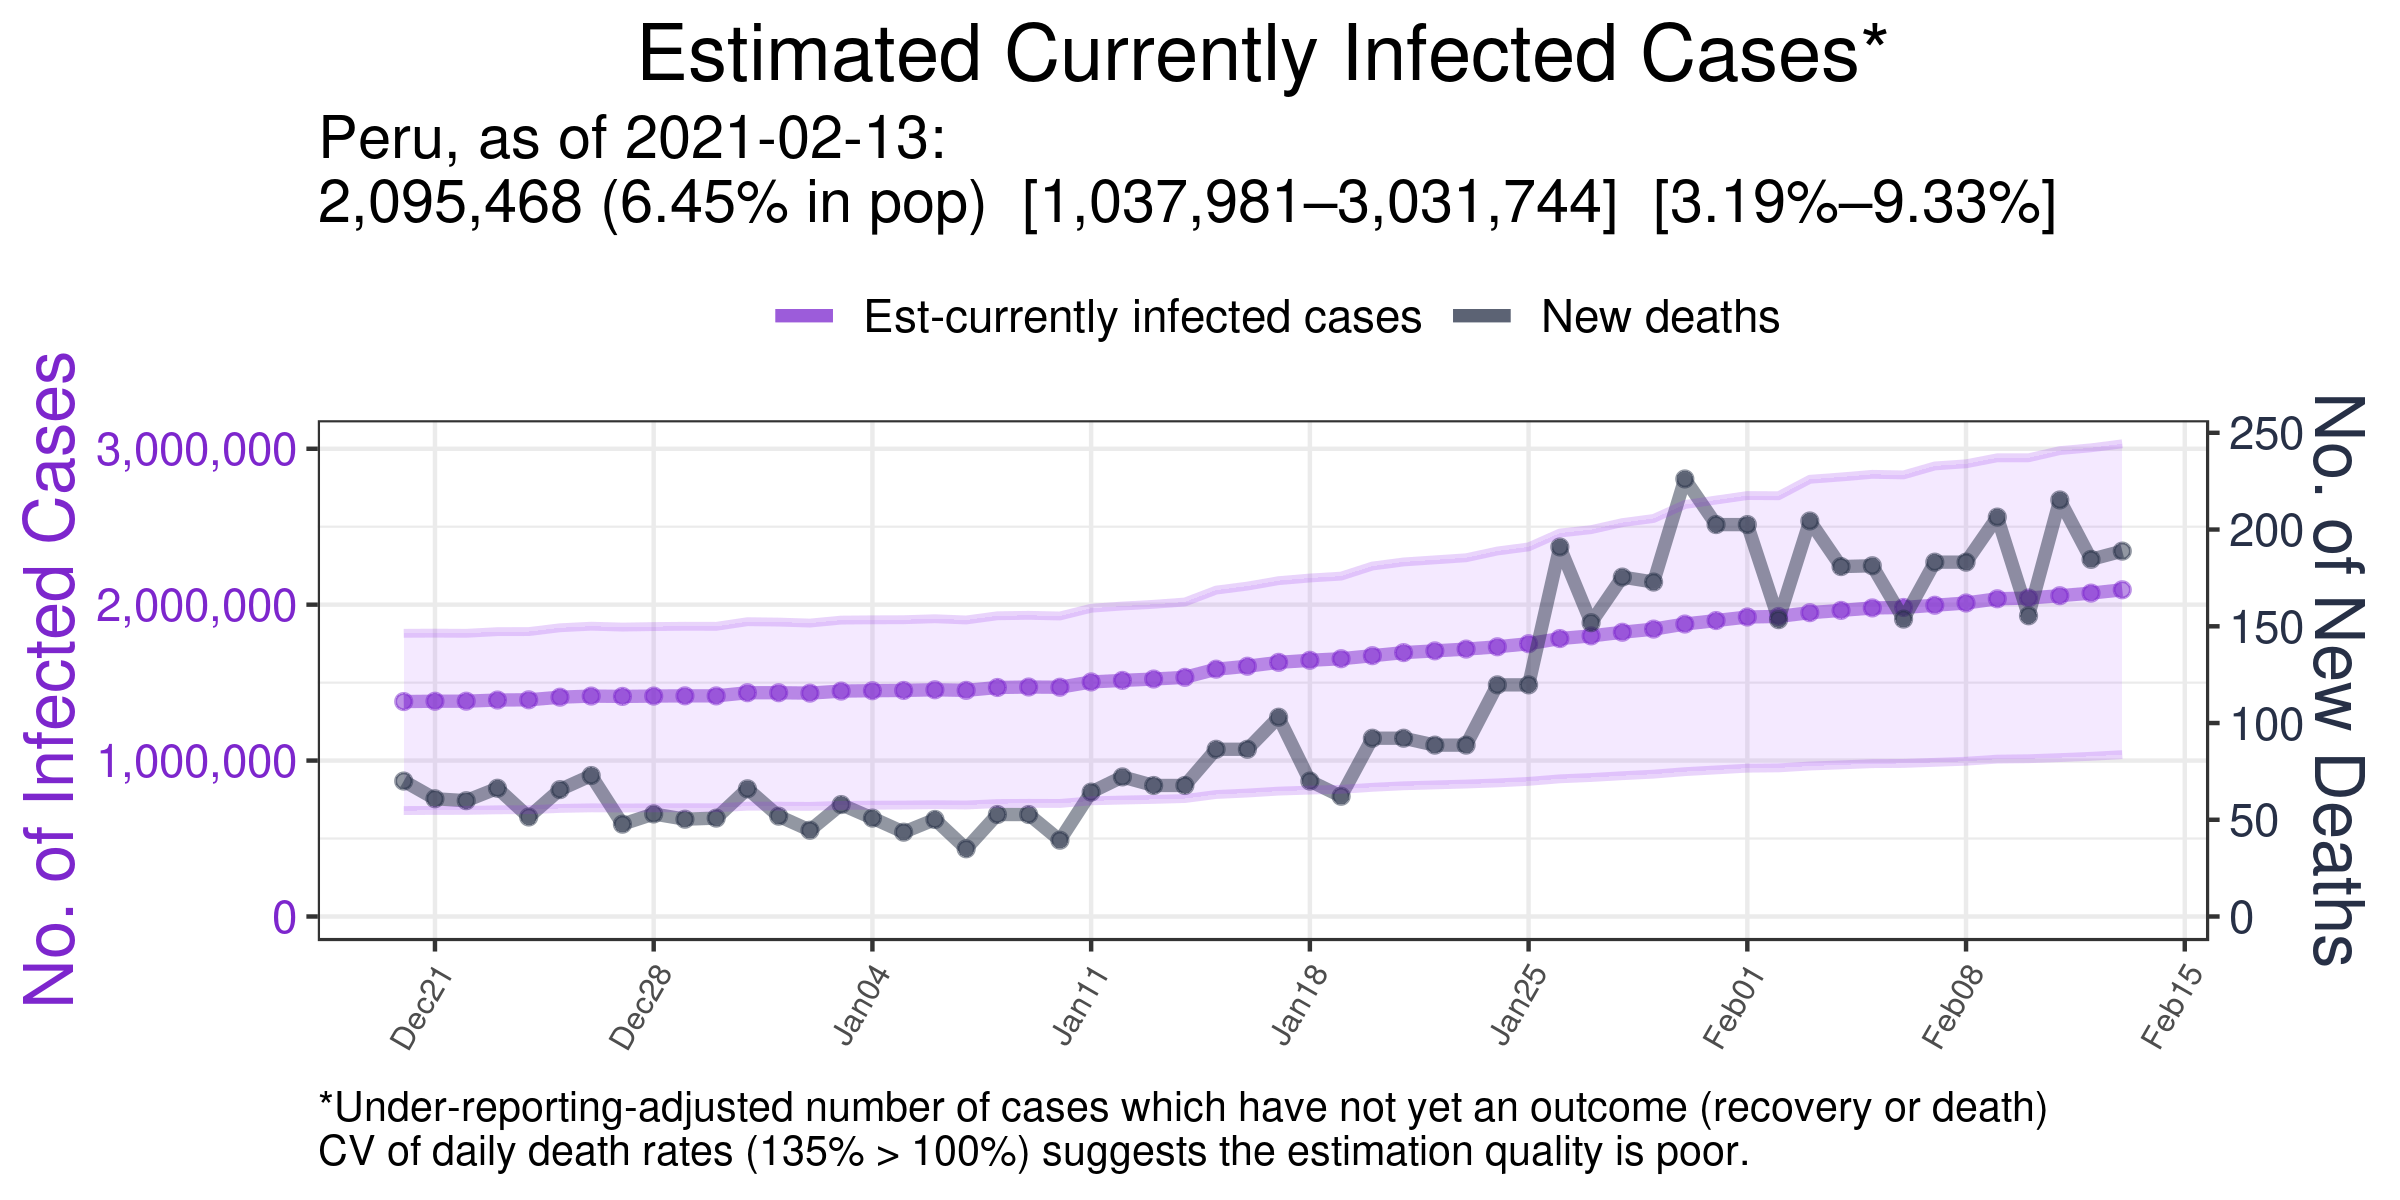 Estimated Currently Infected Cases*
Peru, as of 2021-02-13:
2,095,468 (6.45% in pop)  [1,037,981–3,031,744]  [3.19%–9.33%]
Est-currently infected cases
New deaths
No. of Infected Cases
3,000,000
2,000,000
1,000,000
0
250
200
150
100
50
0
No. of New Deaths
Dec21
Dec28
Jan04
Jan11
Jan18
Jan25
Feb01
Feb08
Feb15
*Under-reporting-adjusted number of cases which have not yet an outcome (recovery or death)
CV of daily death rates (135% > 100%) suggests the estimation quality is poor.